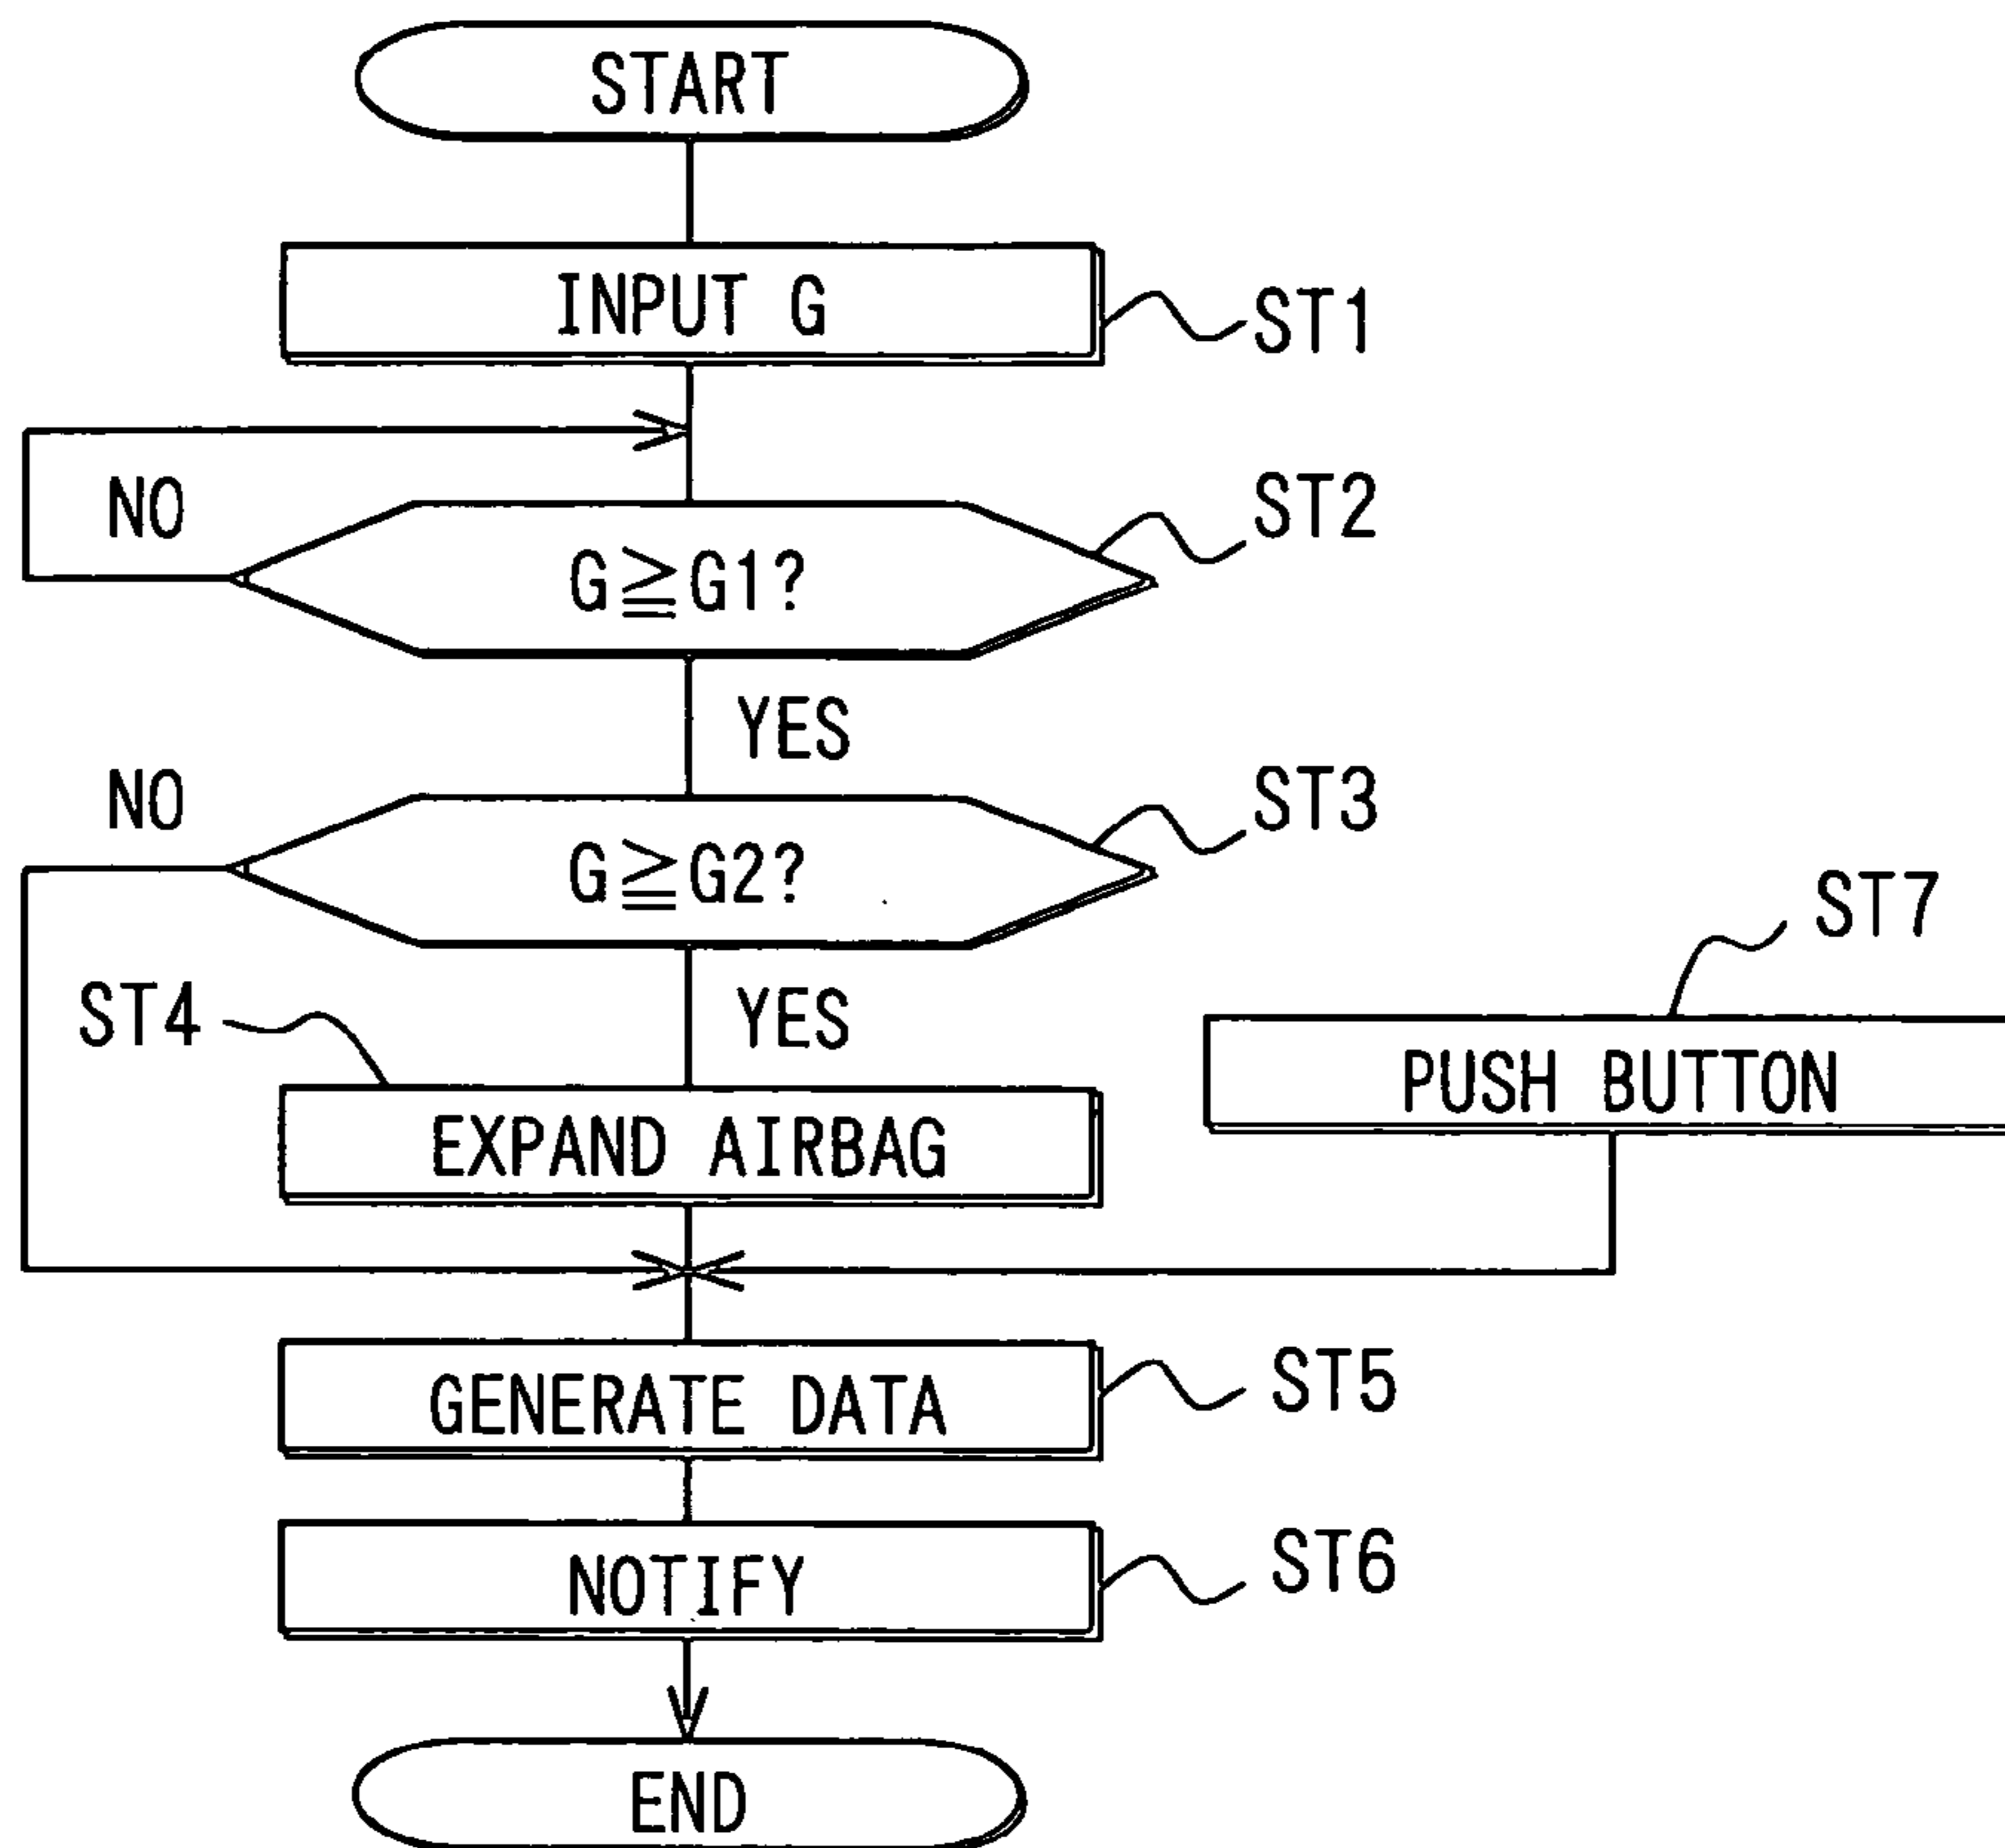 START
INPUT G
ST1
NO
ST2
G≧G1?
YES
NO
ST3
G≧G2?
ST7
ST4
YES
PUSH BUTTON
EXPAND AIRBAG
GENERATE DATA
ST5
NOTIFY
ST6
END